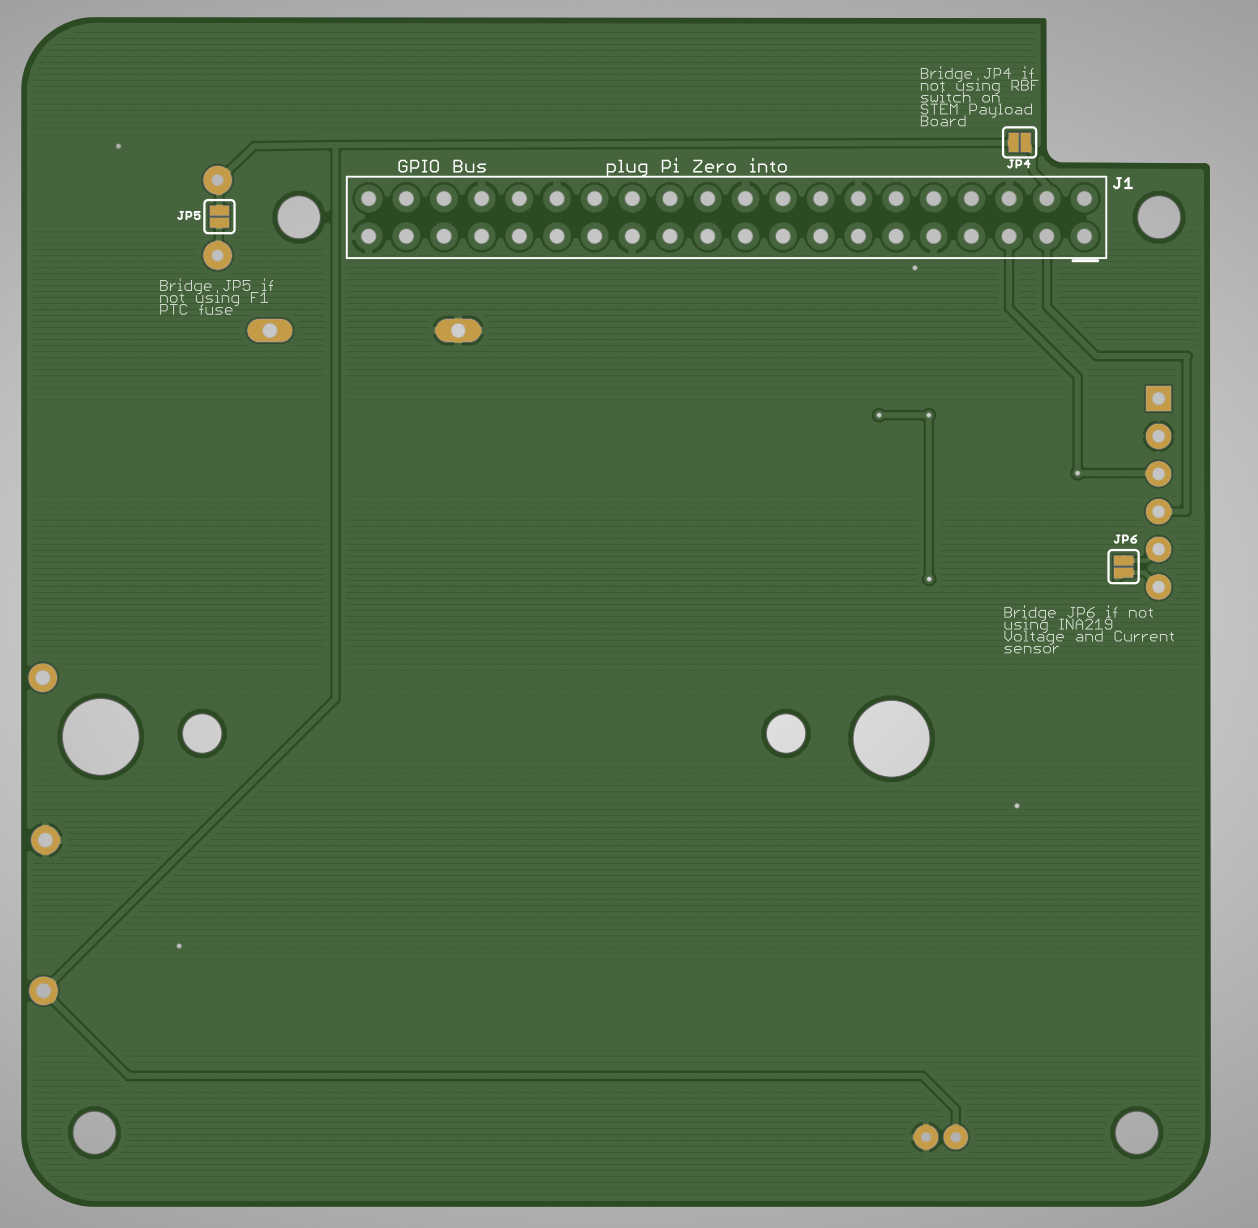 Bridge JP4 if
not using RBF
switch on
STEM Payload
Board
JP4
GPIO Bus plug Pi Zero into
J1
JP5
Bridge JP5 if
not using F1
PTC fuse
JP6
Bridge JP6 if not
using INA219
Voltage and Current
sensor